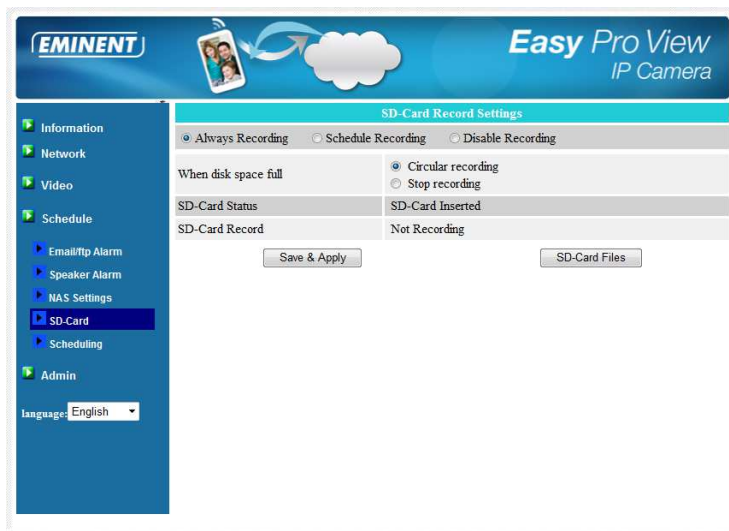 EMINENT
Easy Pro View
IP Camera
Information
Network
Video
Schedule
Email/ftp Alarm
Speaker Alarm
NAS Settings
SD-Card
Scheduling
Admin
language: English
SD-Card Record Settings
Always Recording Schedule Recording Disable Recording
When disk space full
Circular recording
Stop recording
SD-Card Status SD-Card Inserted
SD-Card Record Not Recording
Save & Apply SD-Card Files